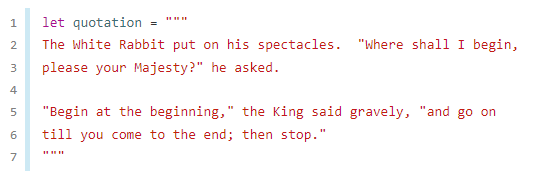 1 let quotation = """
2 The White Rabbit put on his spectacles.  "Where shall I begin,
3 please your Majesty?" he asked.
4
5 "Begin at the beginning," the King said gravely, "and go on
6 till you come to the end; then stop."
7 """